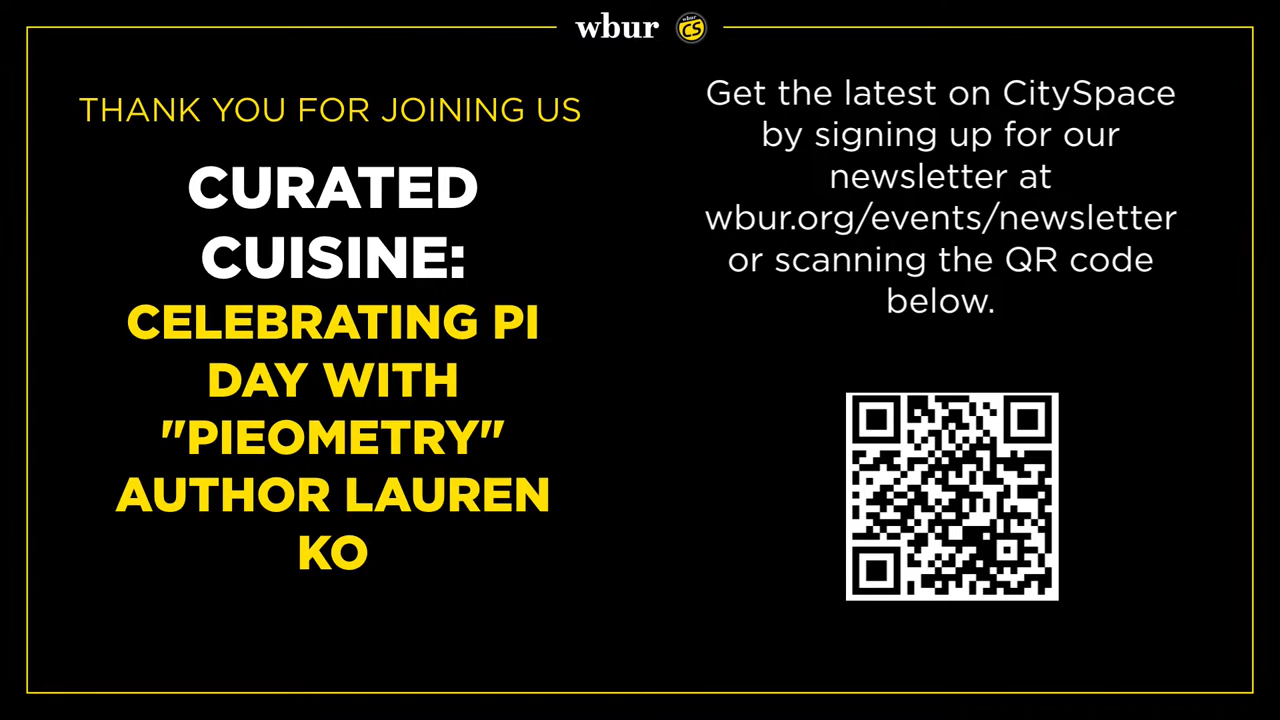 wbur
wbur
CS
THANK YOU FOR JOINING US
CURATED
CUISINE:
CELEBRATING PI
DAY WITH
"PIEOMETRY"
AUTHOR LAUREN
KO
Get the latest on CitySpace
by signing up for our
newsletter at
wbur.org/events/newsletter
or scanning the QR code
below.